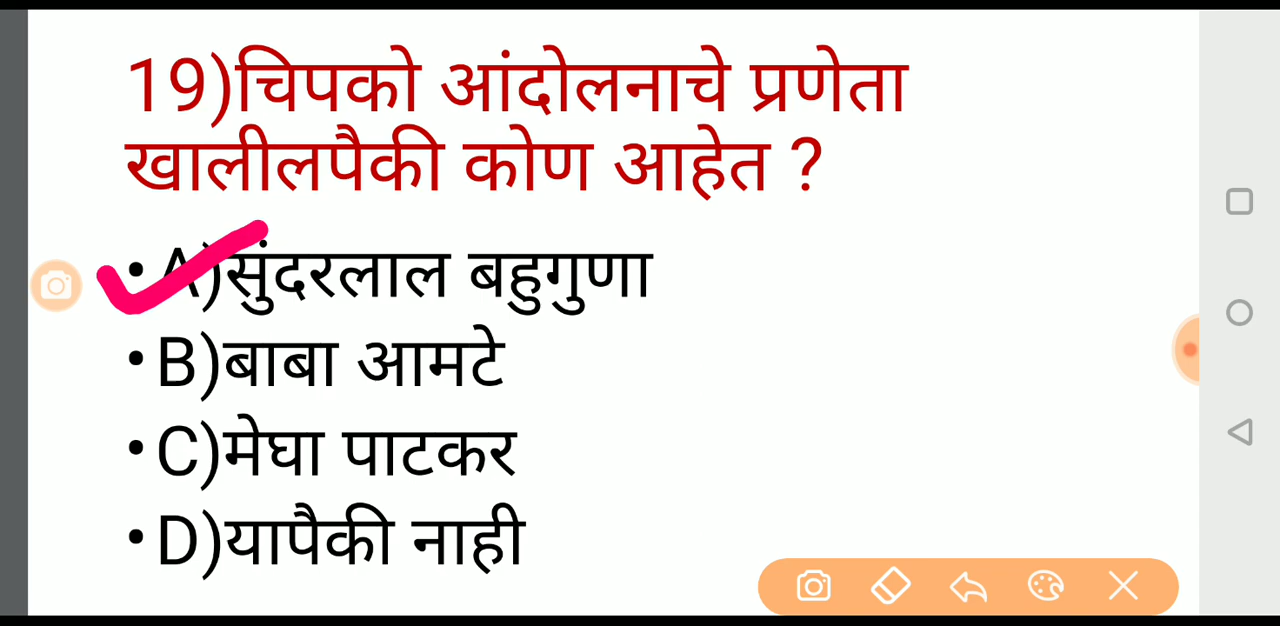 19)चिपको आंदोलनाचे प्रणेता
खालीलपैकी कोण आहेत ?
• A)सुंदरलाल बहुगुणा
• B)बाबा आमटे
• C)मेघा पाटकर
• D)यापैकी नाही